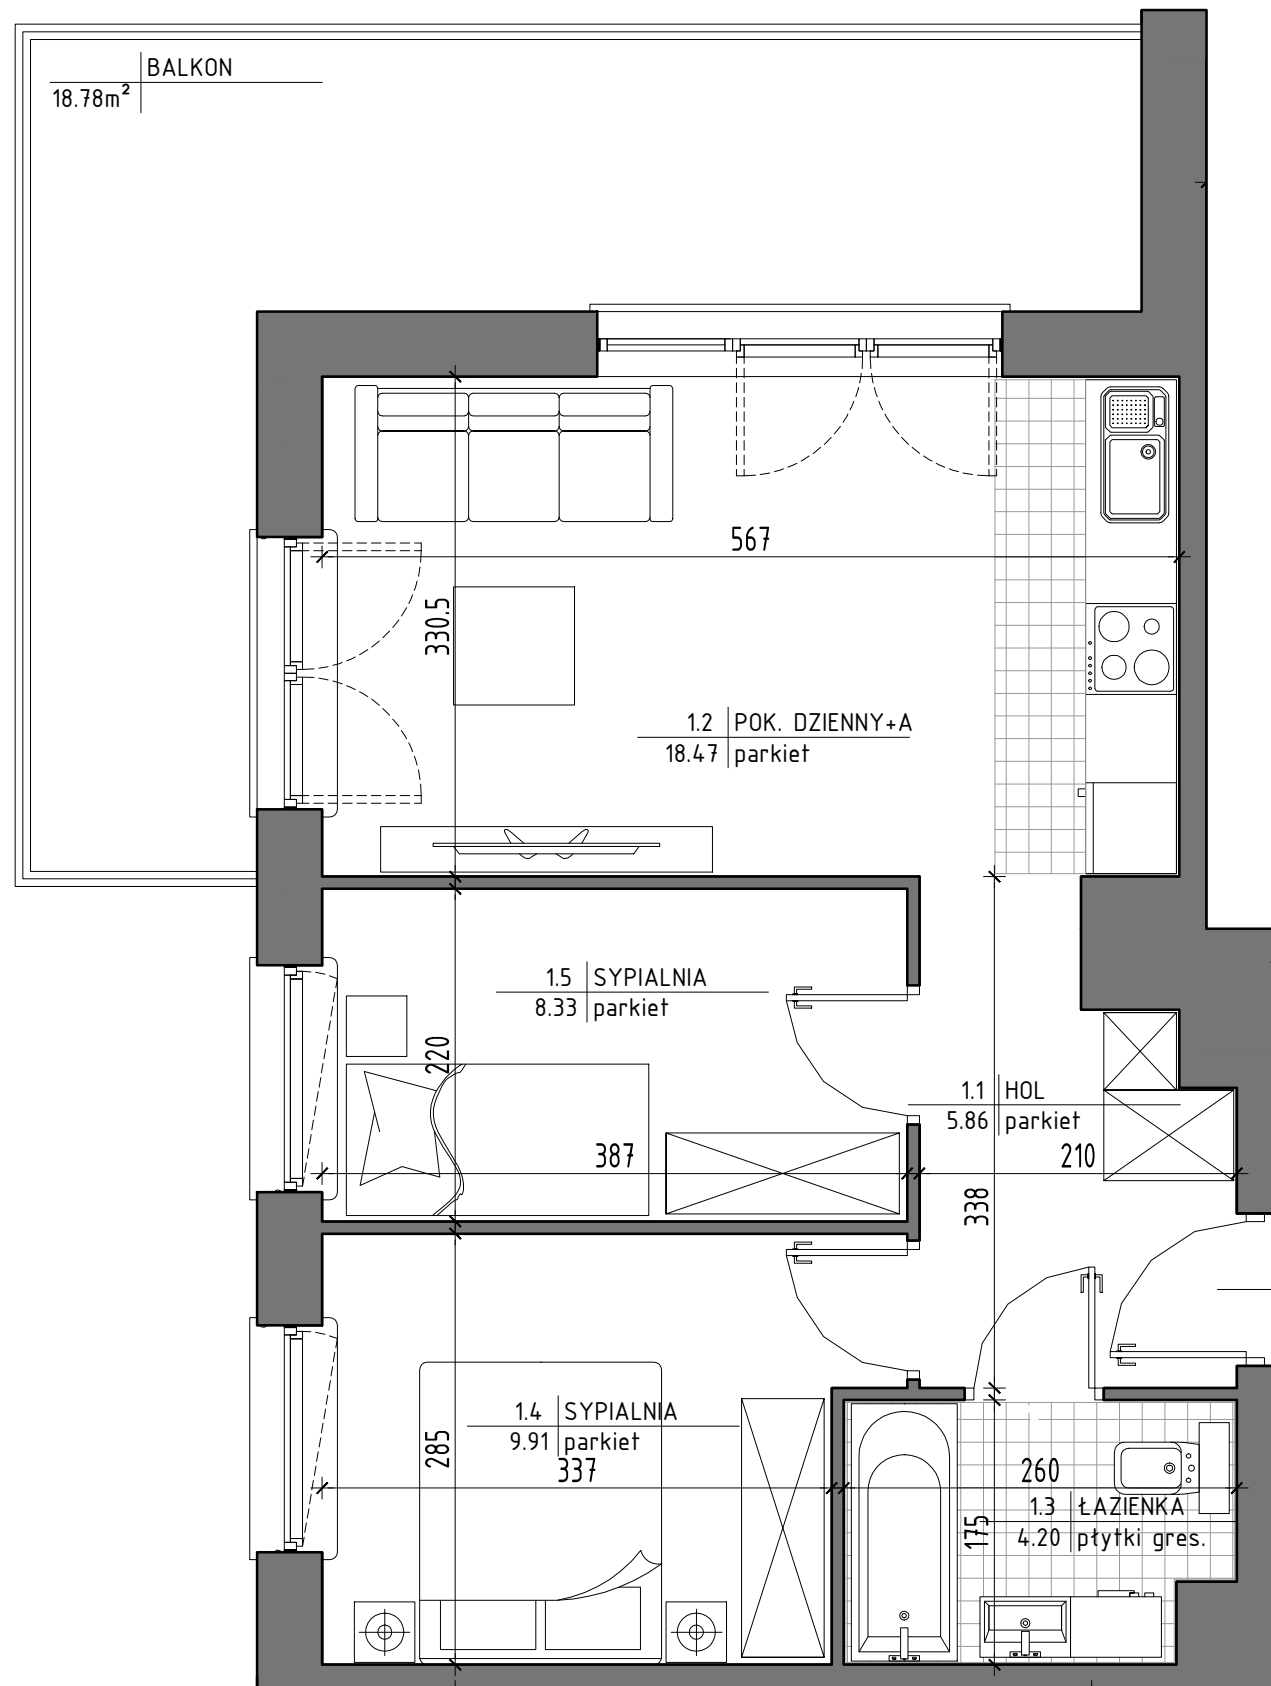 BALKON
18.78m²
567
330.5
1.2 POK. DZIENNY+A
18.47 parkiet
1.5 SYPIALNIA
8.33 parkiet
220
1.1 HOL
5.86 parkiet
387
210
338
1.4 SYPIALNIA
9.91 parkiet
285
337
260
1.3 ŁAZIENKA
4.20 płytki gres.
175